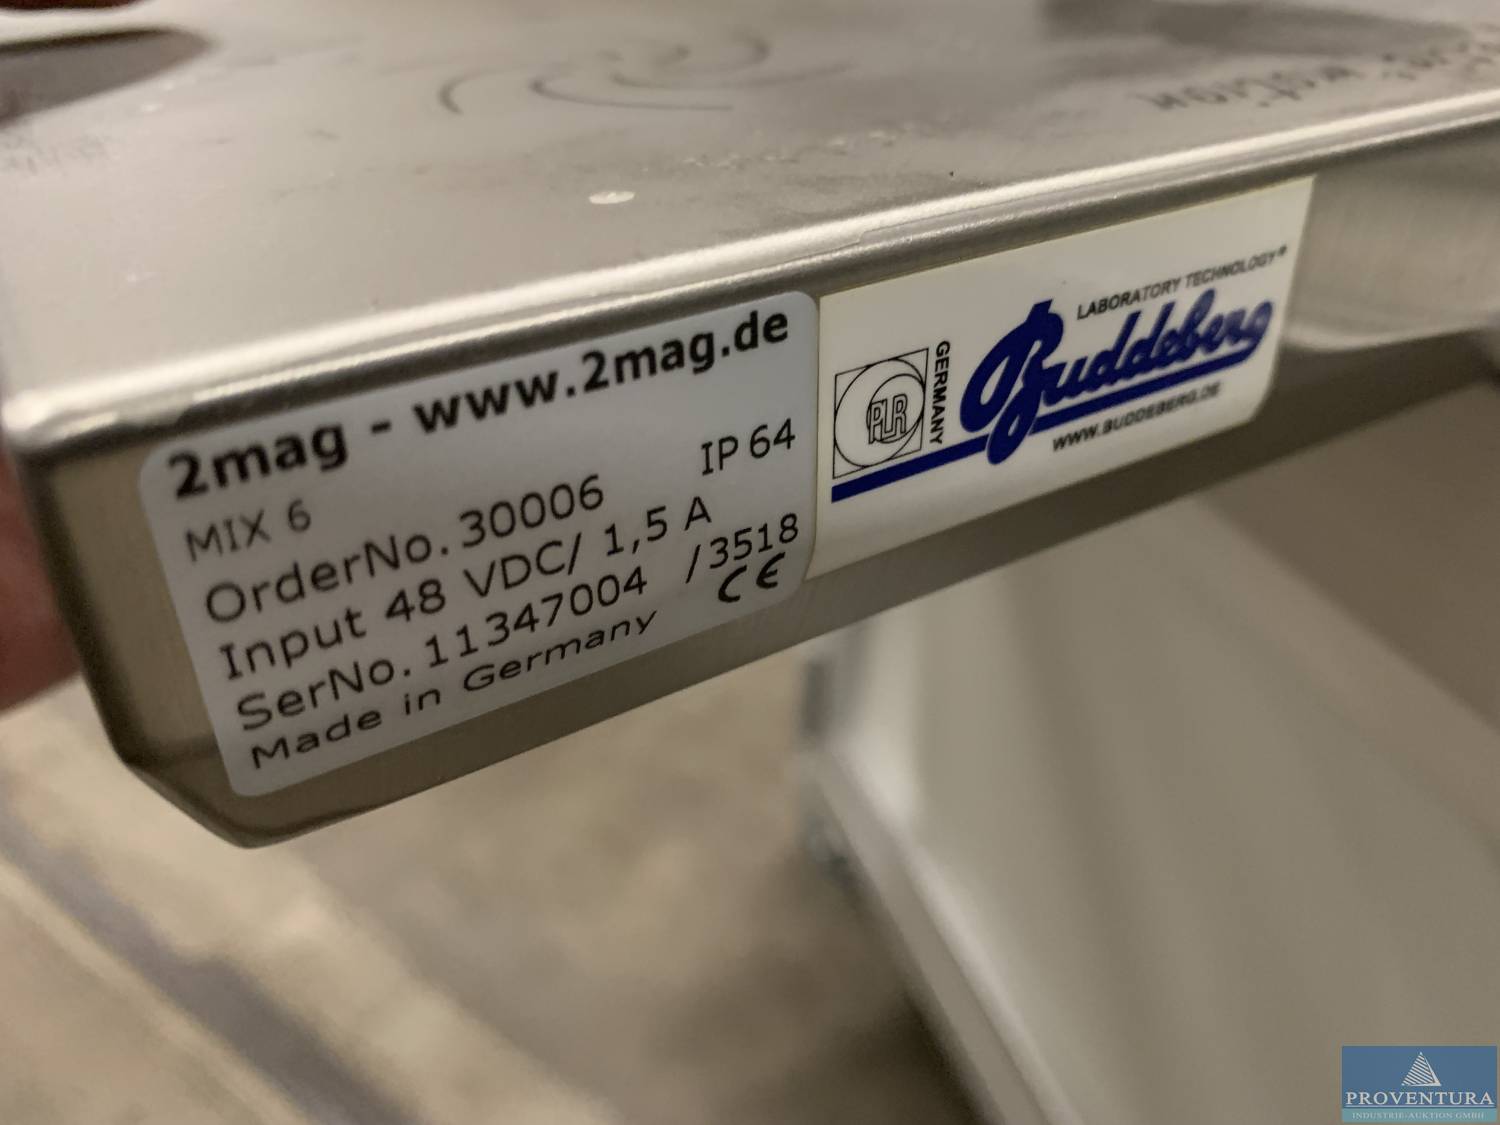 2mag - www.2mag.de
MIX 6
IP 64
OrderNo. 30006
Input 48 VDC/ 1,5 A
SerNo. 11347004 /3518
Made in Germany
CE
LABORATORY TECHNOLOGY®
Buddeberg
WWW.BUDDEBERG.DE
GERMANY
PLR
motion
PROVENTURA
INDUSTRIE-AUKTION GMBH